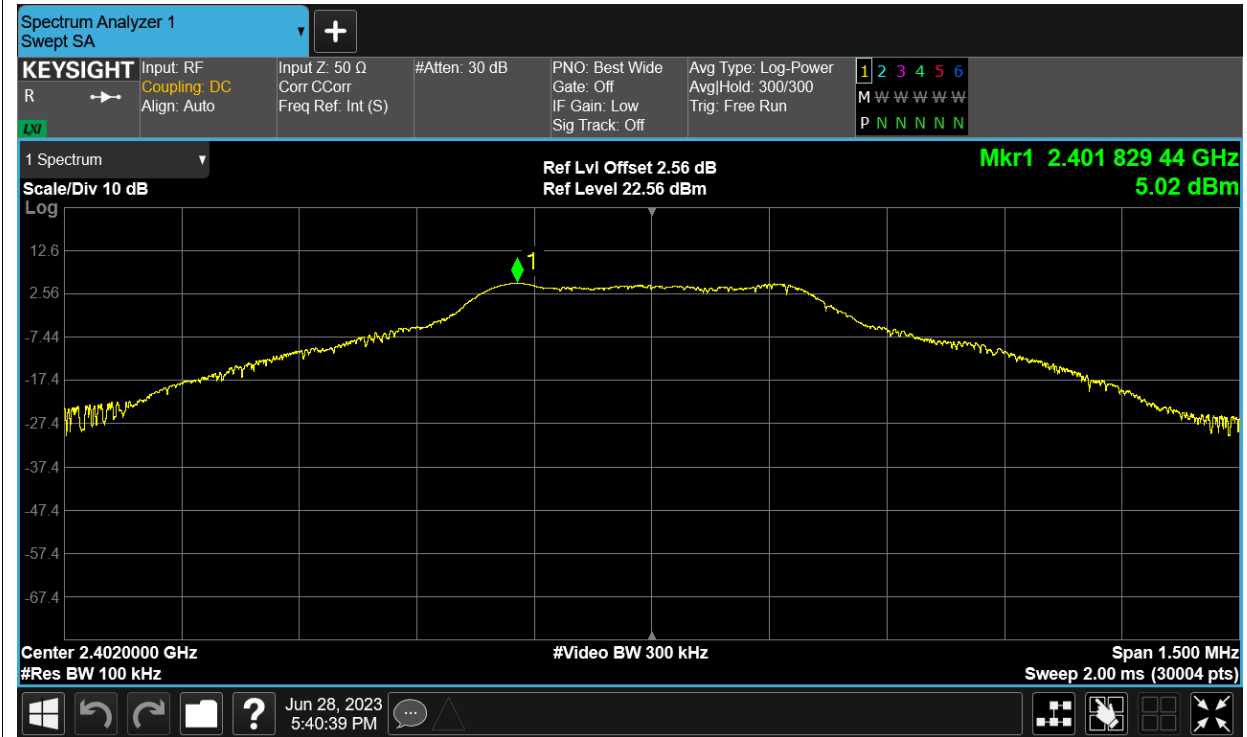 Spectrum Analyzer 1
Swept SA
KEYSIGHT
R
LXI
Input: RF
Coupling: DC
Align: Auto
Input Z: 50 Ω
Corr CCorr
Freq Ref: Int (S)
#Atten: 30 dB
PNO: Best Wide
Gate: Off
IF Gain: Low
Sig Track: Off
Avg Type: Log-Power
Avg|Hold: 300/300
Trig: Free Run
1 2 3 4 5 6
M W W W W W
P N N N N N
1 Spectrum
Scale/Div 10 dB
Log
Ref Lvl Offset 2.56 dB
Ref Level 22.56 dBm
Mkr1 2.401 829 44 GHz
5.02 dBm
1
12.6
2.56
-7.44
-17.4
-27.4
-37.4
-47.4
-57.4
-67.4
Center 2.4020000 GHz
#Video BW 300 kHz
Span 1.500 MHz
#Res BW 100 kHz
Sweep 2.00 ms (30004 pts)
?
Jun 28, 2023
5:40:39 PM